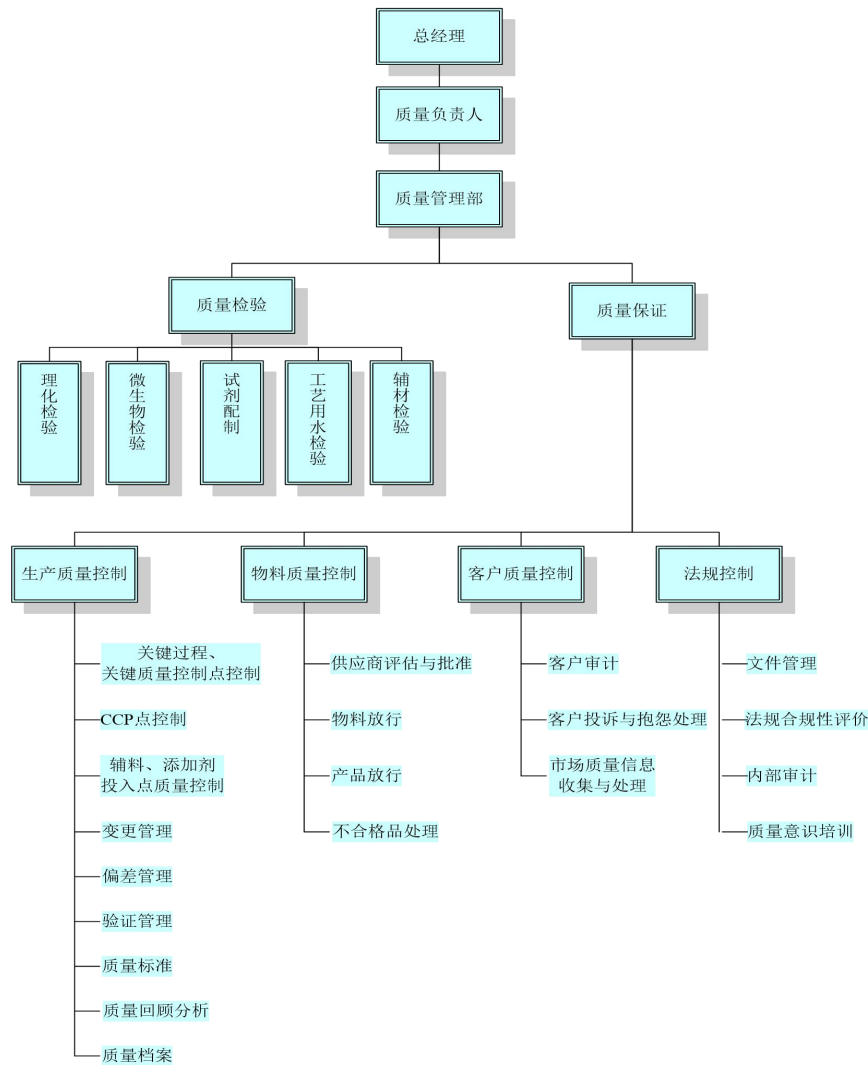 总经理
质量负责人
质量管理部
质量检验
质量保证
理化检验
微生物检验
试剂配制
工艺用水检验
辅材检验
生产质量控制
物料质量控制
客户质量控制
法规控制
关键过程、
关键质量控制点控制
CCP点控制
辅料、添加剂
投入点质量控制
变更管理
偏差管理
验证管理
质量标准
质量回顾分析
质量档案
供应商评估与批准
物料放行
产品放行
不合格品处理
客户审计
客户投诉与抱怨处理
市场质量信息
收集与处理
文件管理
法规合规性评价
内部审计
质量意识培训